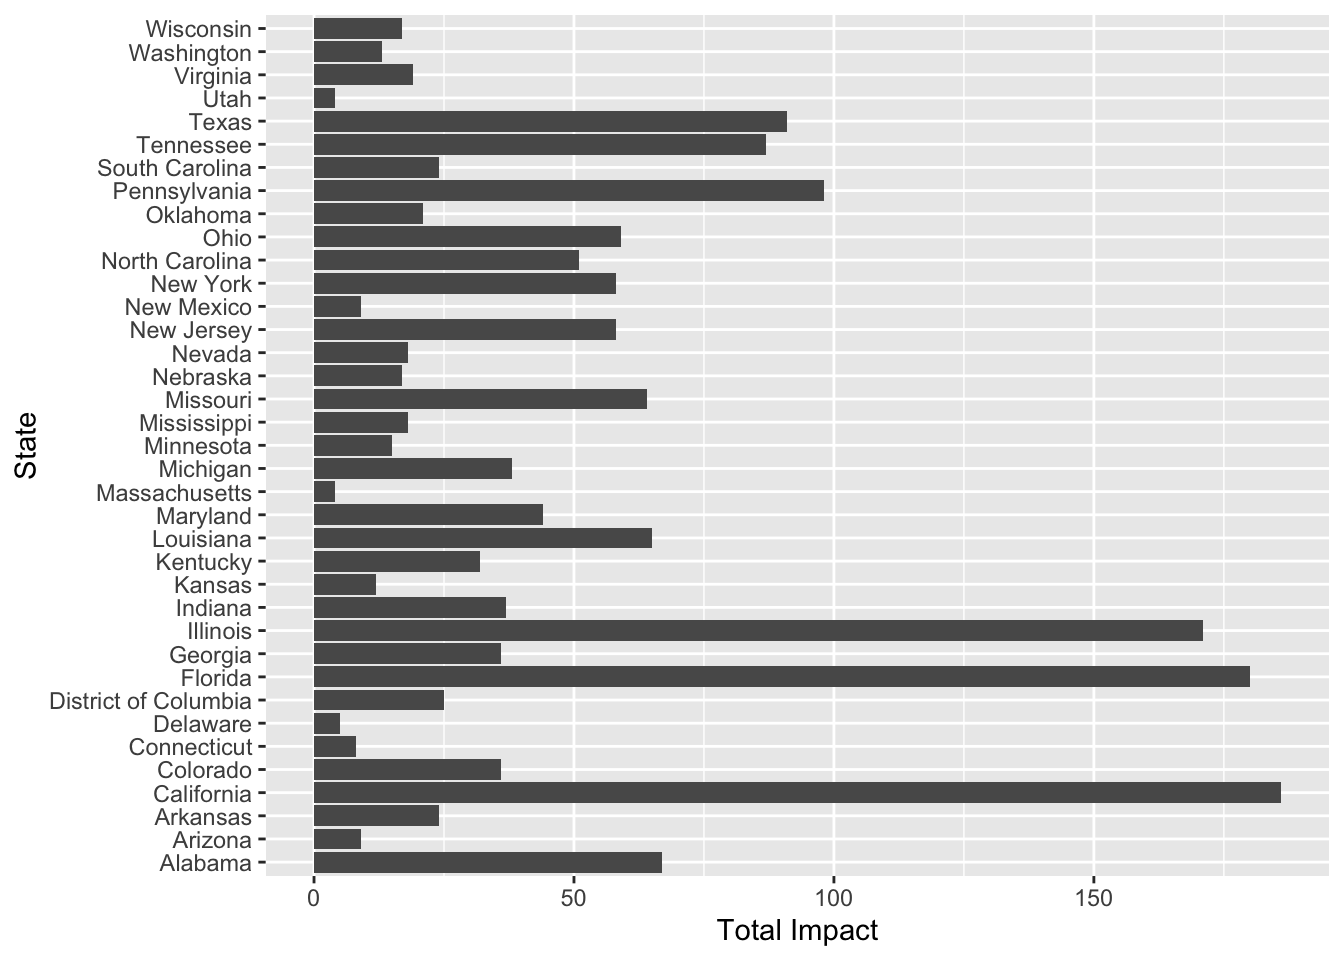 Wisconsin
Washington
Virginia
Utah
Texas
Tennessee
South Carolina
Pennsylvania
Oklahoma
Ohio
North Carolina
New York
New Mexico
New Jersey
Nevada
Nebraska
Missouri
Mississippi
Minnesota
Michigan
Massachusetts
Maryland
Louisiana
Kentucky
Kansas
Indiana
Illinois
Georgia
Florida
District of Columbia
Delaware
Connecticut
Colorado
California
Arkansas
Arizona
Alabama
State
0 50 100 150
Total Impact